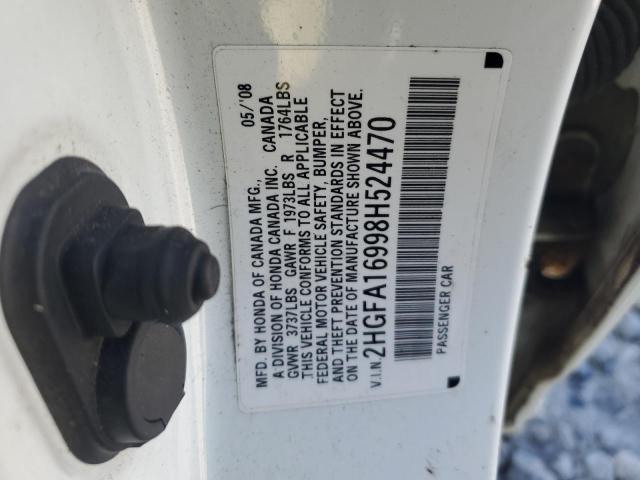 MFD. BY HONDA OF CANADA MFG., 05/'08
A DIVISION OF HONDA CANADA INC. CANADA
GVWR 3737LBS GAWR F 1973LBS R 1764LBS
THIS VEHICLE CONFORMS TO ALL APPLICABLE
FEDERAL MOTOR VEHICLE SAFETY, BUMPER,
AND THEFT PREVENTION STANDARDS IN EFFECT
ON THE DATE OF MANUFACTURE SHOWN ABOVE.
V.I.N. 2HGFA16998H524470
PASSENGER CAR